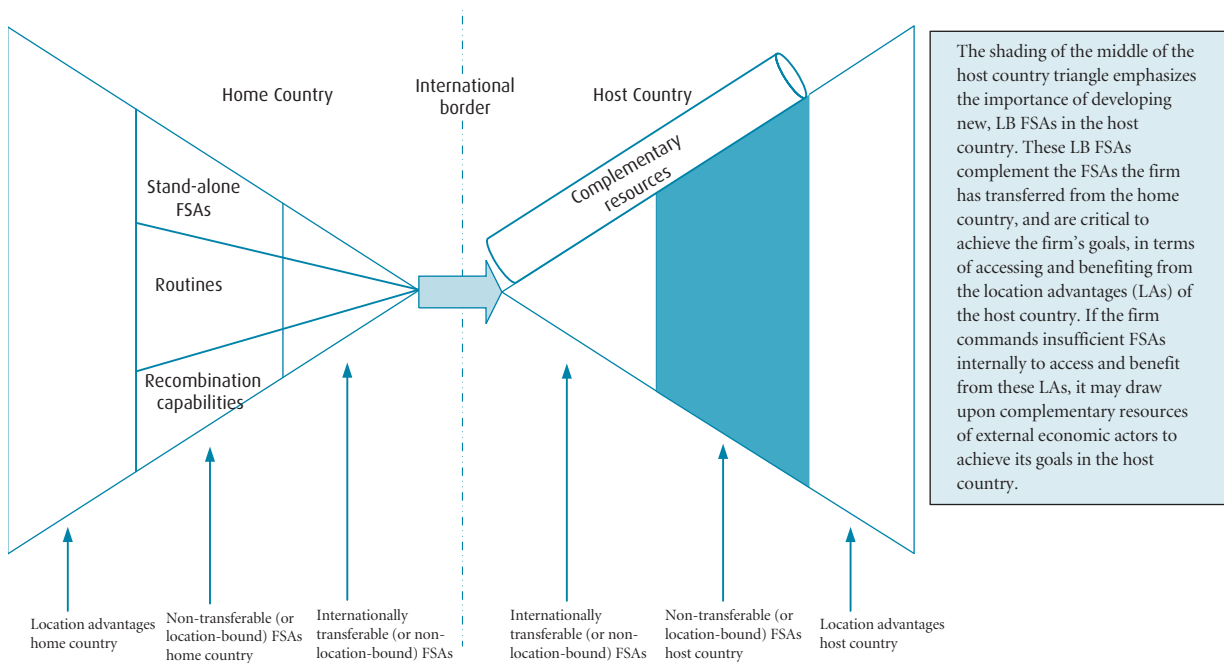 Home Country
International
border
Host Country
Stand-alone
FSAs
Routines
Recombination
capabilities
Complementary
resources
The shading of the middle of the
host country triangle emphasizes
the importance of developing
new, LB FSAs in the host
country. These LB FSAs
complement the FSAs the firm
has transferred from the home
country, and are critical to
achieve the firm's goals, in terms
of accessing and benefiting from
the location advantages (LAs) of
the host country. If the firm
commands insufficient FSAs
internally to access and benefit
from these LAs, it may draw
upon complementary resources
of external economic actors to
achieve its goals in the host
country.
Location advantages
home country
Non-transferable (or
location-bound) FSAs
home country
Internationally
transferable (or non-
location-bound) FSAs
Internationally
transferable (or non-
location-bound) FSAs
Non-transferable (or
location-bound) FSAs
host country
Location advantages
host country